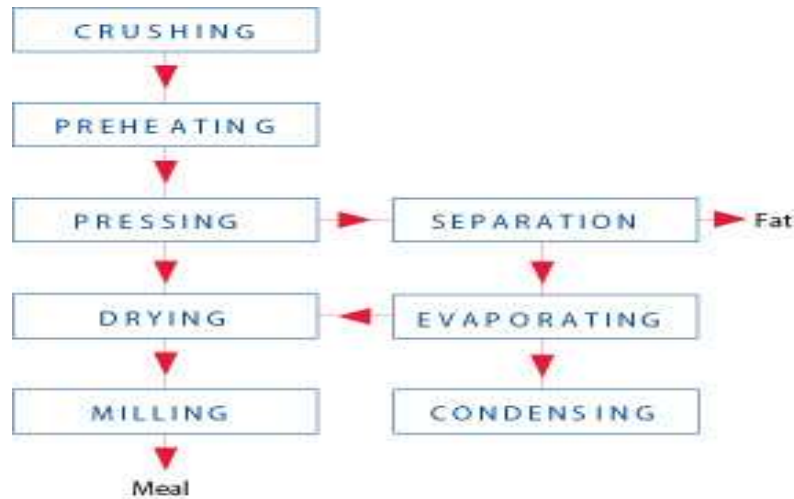 CRUSHING
PREHEATING
PRESSING
SEPARATION
Fat
DRYING
EVAPORATING
MILLING
CONDENSING
Meal